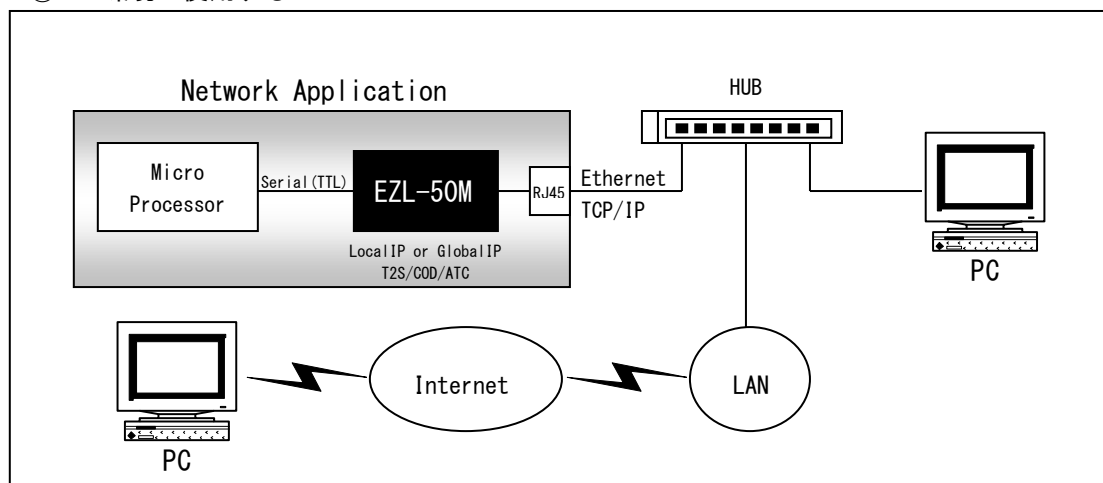 Network Application
HUB
Micro
Processor
Serial(TTL)
EZL-50M
RJ45
Ethernet
TCP/IP
LocalIP or GlobalIP
T2S/COD/ATC
PC
Internet
LAN
PC